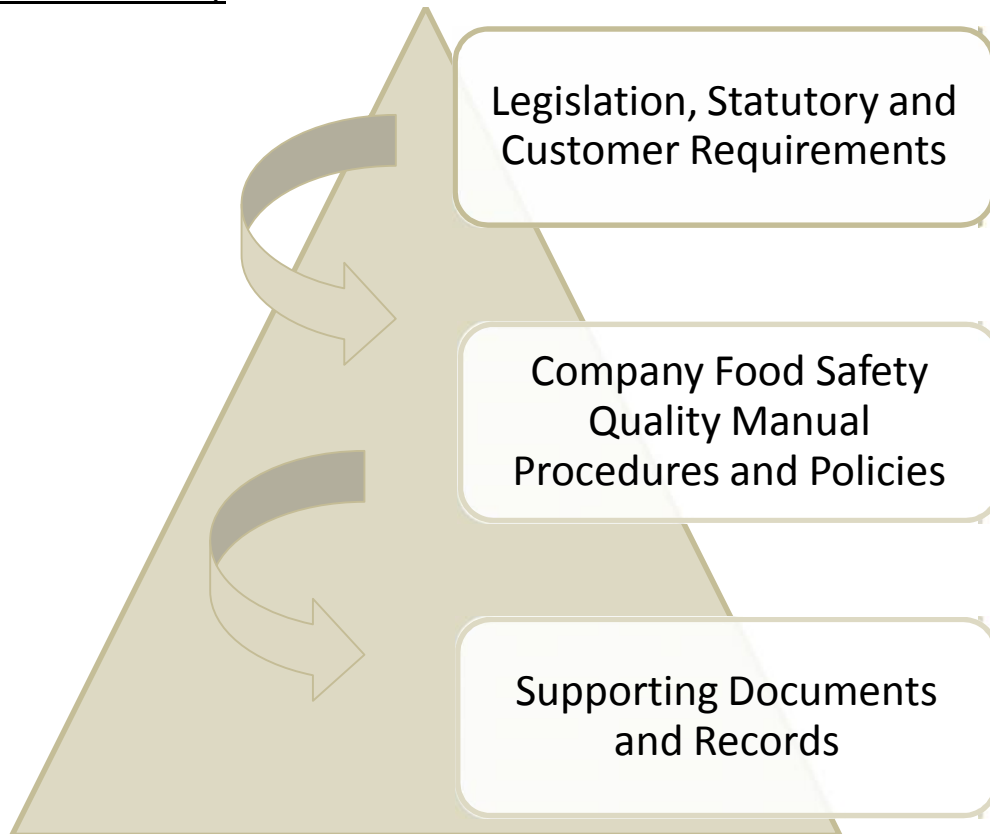 Legislation, Statutory and
Customer Requirements
Company Food Safety
Quality Manual
Procedures and Policies
Supporting Documents
and Records